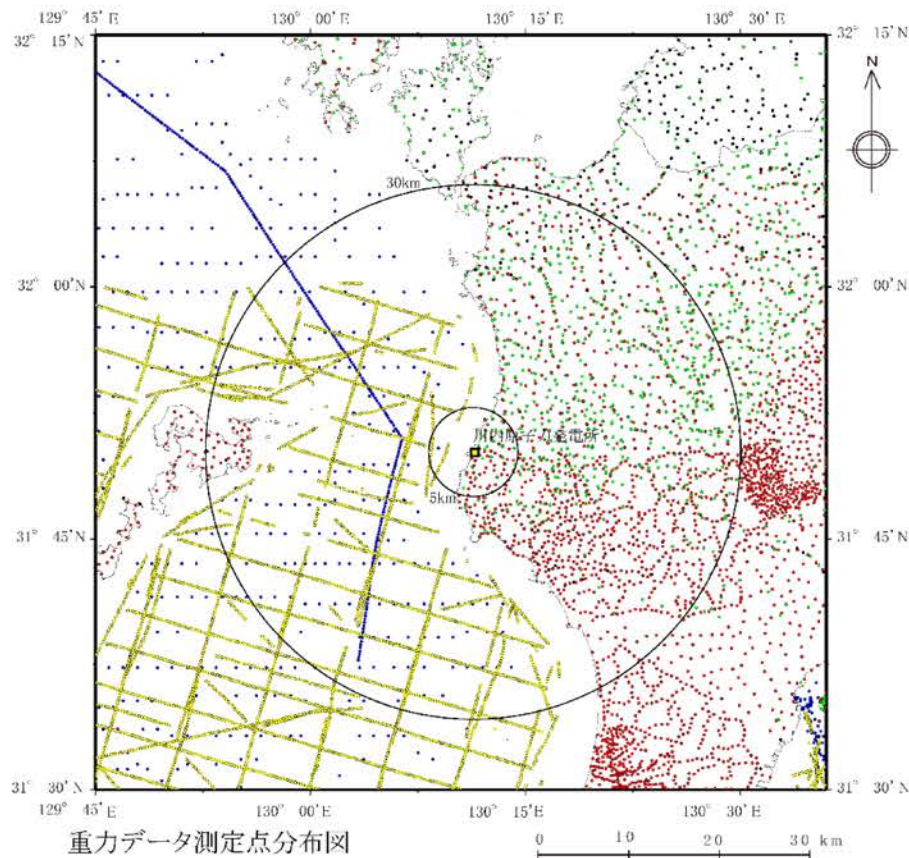 129° 45′ E 130° 00′ E 130° 15′ E 130° 30′ E
32° 15′ N 32° 15′ N
N
30km
32° 00′ N 32° 00′ N
川内原子力発電所
5km
31° 45′ N 31° 45′ N
31° 30′ N 31° 30′ N
129° 45′ E 130° 00′ E 130° 15′ E 130° 30′ E
重力データ測定点分布図
0 10 20 30 km